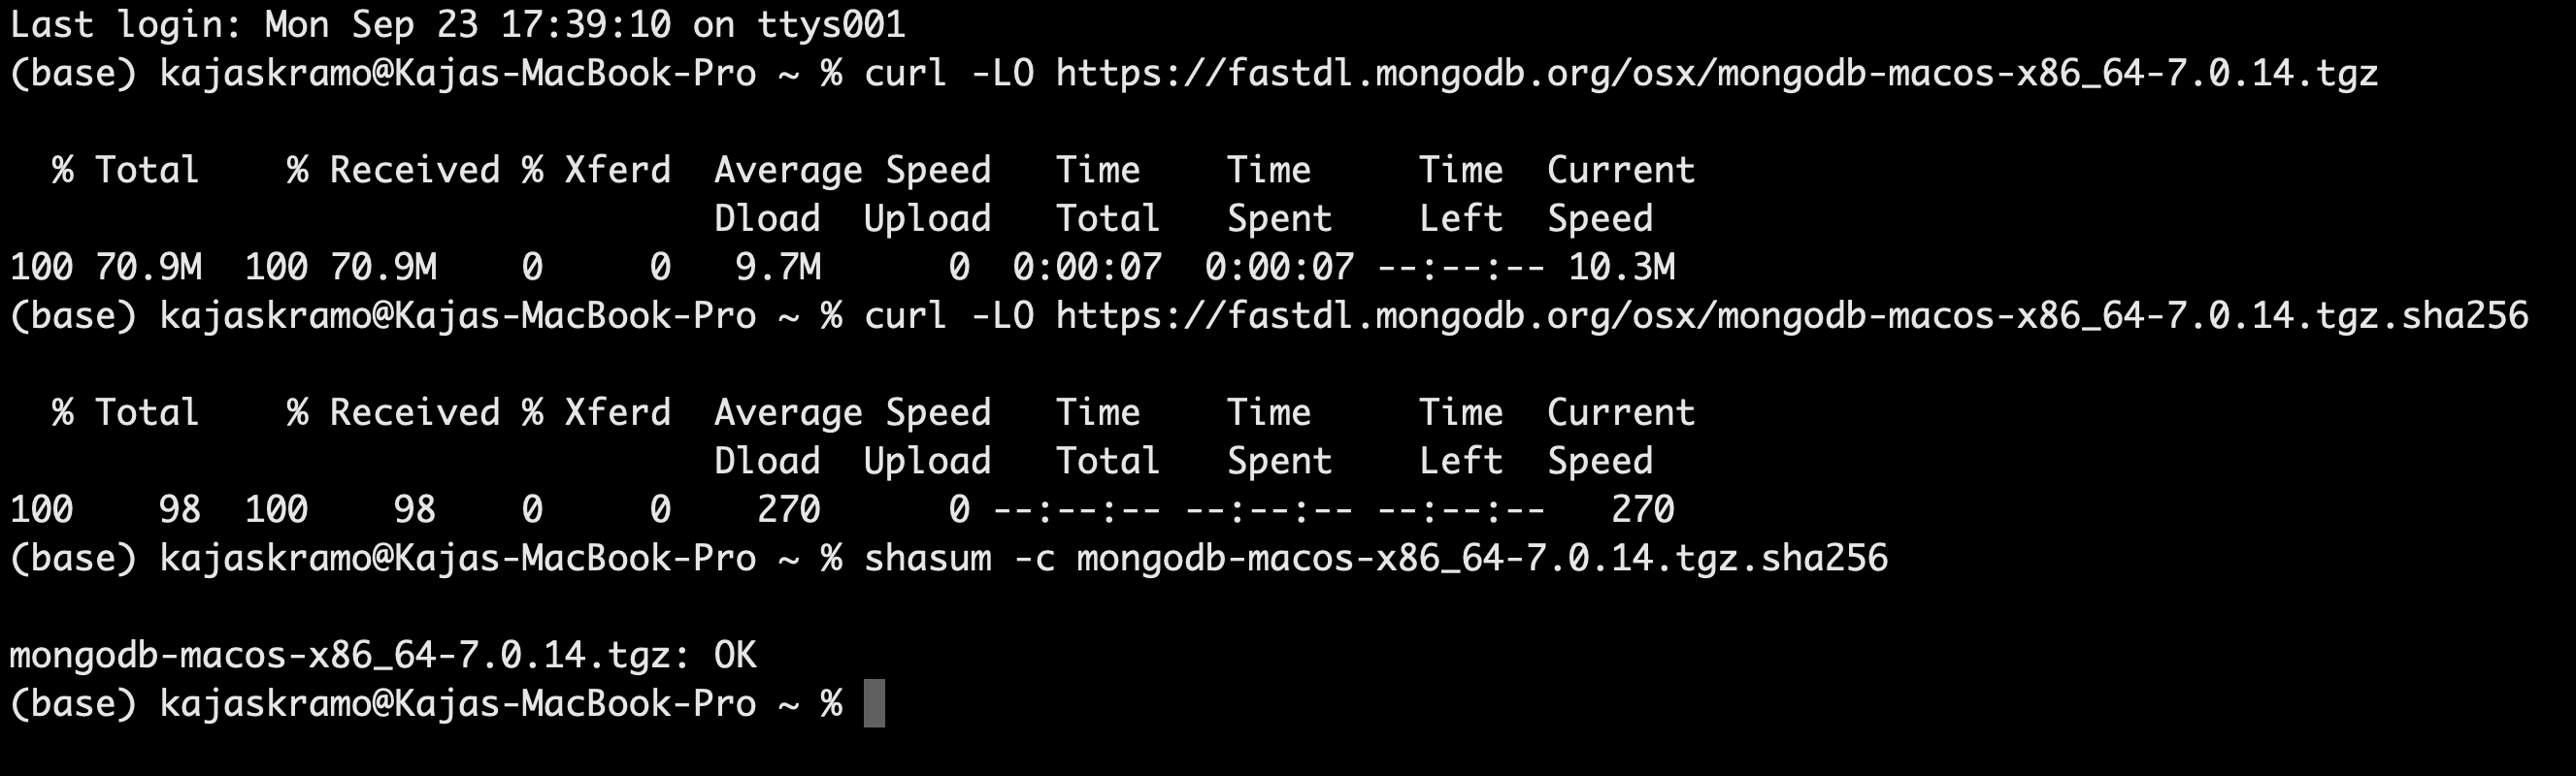 Last login: Mon Sep 23 17:39:10 on ttys001
(base) kajaskramo@Kajas-MacBook-Pro ~ % curl -LO https://fastdl.mongodb.org/osx/mongodb-macos-x86_64-7.0.14.tgz
  % Total    % Received % Xferd  Average Speed   Time    Time     Time  Current
                                 Dload  Upload   Total   Spent    Left  Speed
100 70.9M  100 70.9M    0     0   9.7M      0  0:00:07  0:00:07 --:--:-- 10.3M
(base) kajaskramo@Kajas-MacBook-Pro ~ % curl -LO https://fastdl.mongodb.org/osx/mongodb-macos-x86_64-7.0.14.tgz.sha256
  % Total    % Received % Xferd  Average Speed   Time    Time     Time  Current
                                 Dload  Upload   Total   Spent    Left  Speed
100    98  100    98    0     0    270      0 --:--:-- --:--:-- --:--:--   270
(base) kajaskramo@Kajas-MacBook-Pro ~ % shasum -c mongodb-macos-x86_64-7.0.14.tgz.sha256
mongodb-macos-x86_64-7.0.14.tgz: OK
(base) kajaskramo@Kajas-MacBook-Pro ~ %